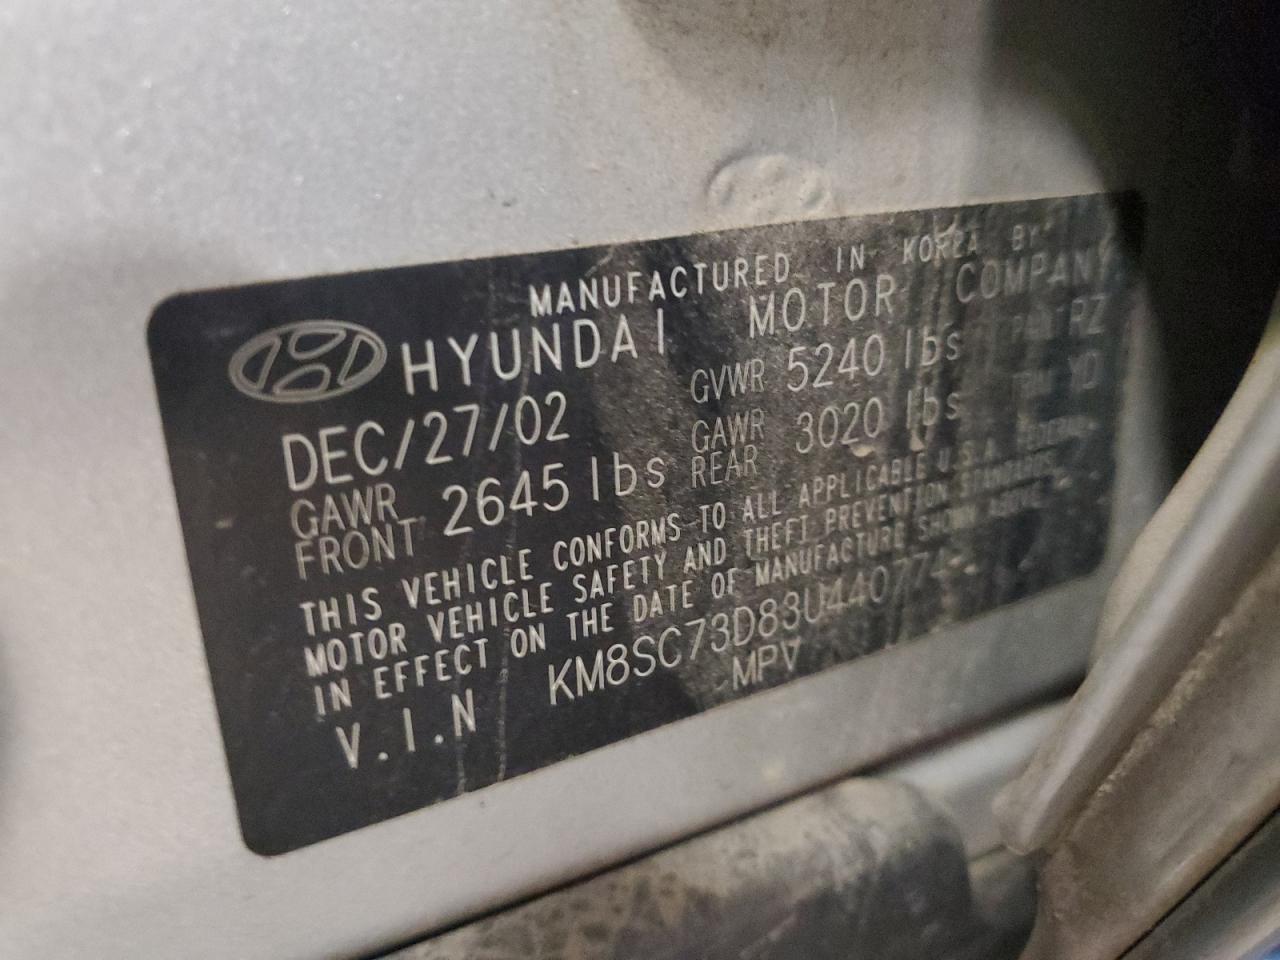 MANUFACTURED IN KOREA BY
HYUNDAI MOTOR COMPANY
DEC/27/02 GVWR 5240 lbs
GAWR FRONT 2645 lbs GAWR REAR 3020 lbs TRM YD
THIS VEHICLE CONFORMS TO ALL APPLICABLE U.S.A. FEDERAL
MOTOR VEHICLE SAFETY AND THEFT PREVENTION STANDARDS
IN EFFECT ON THE DATE OF MANUFACTURE SHOWN ABOVE
V.I.N KM8SC73D83U440774
MPV